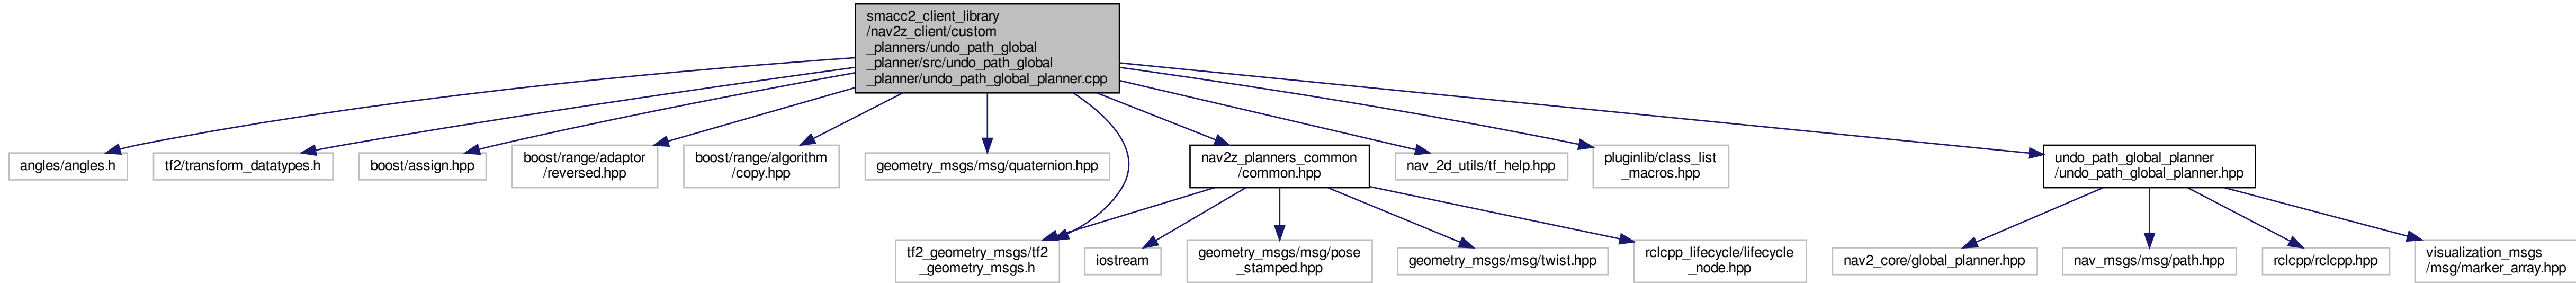 smacc2_client_library
/nav2z_client/custom
_planners/undo_path_global
_planner/src/undo_path_global
_planner/undo_path_global_planner.cpp
angles/angles.h
tf2/transform_datatypes.h
boost/assign.hpp
boost/range/adaptor
/reversed.hpp
boost/range/algorithm
/copy.hpp
geometry_msgs/msg/quaternion.hpp
nav2z_planners_common
/common.hpp
nav_2d_utils/tf_help.hpp
pluginlib/class_list
_macros.hpp
undo_path_global_planner
/undo_path_global_planner.hpp
tf2_geometry_msgs/tf2
_geometry_msgs.h
iostream
geometry_msgs/msg/pose
_stamped.hpp
geometry_msgs/msg/twist.hpp
rclcpp_lifecycle/lifecycle
_node.hpp
nav2_core/global_planner.hpp
nav_msgs/msg/path.hpp
rclcpp/rclcpp.hpp
visualization_msgs
/msg/marker_array.hpp